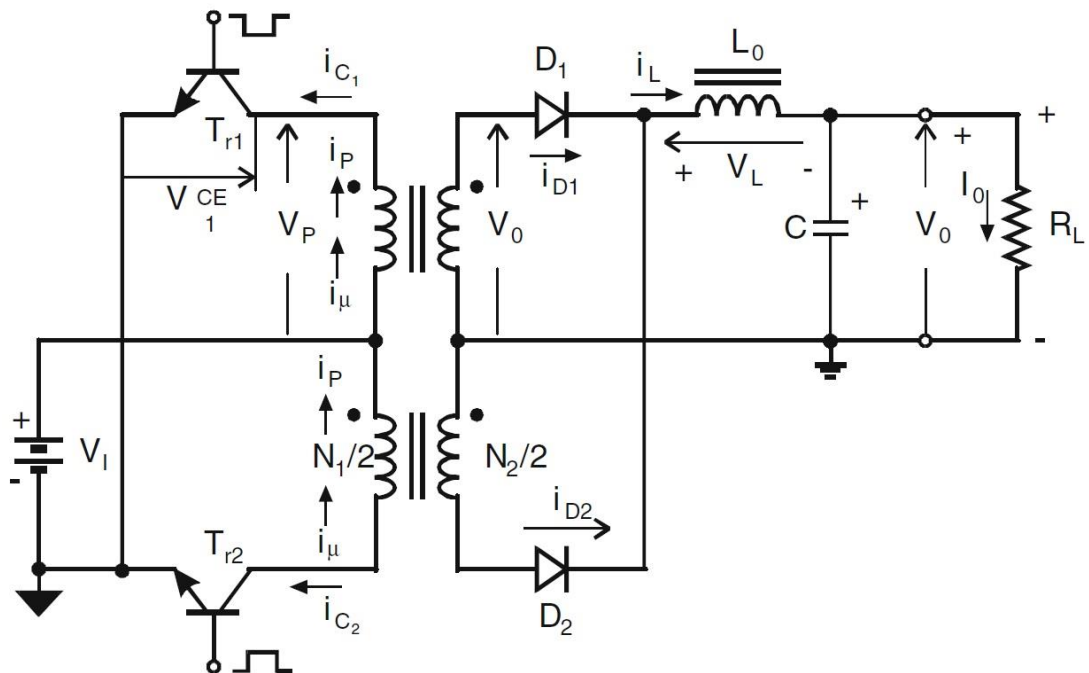 i_C1
D_1
i_L
L_0
T_r1
i_P
i_D1
+ V_L -
+
+
V_CE1
V_P
V_0
C
+
V_0
I_0
R_L
i_μ
-
i_P
+
V_I
-
N_1/2
N_2/2
i_D2
T_r2
i_μ
i_C2
D_2